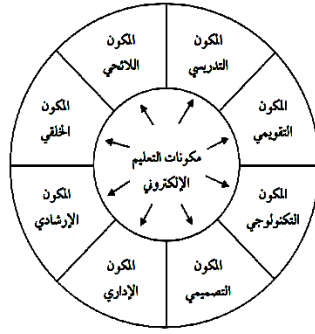 المكون
التدريسي
المكون
التقويمي
المكون
التكنولوجي
المكون
التصميمي
المكون
الإداري
المكون
الإرشادي
المكون
الخلقي
المكون
اللائحي
مكونات التعليم
الإلكتروني